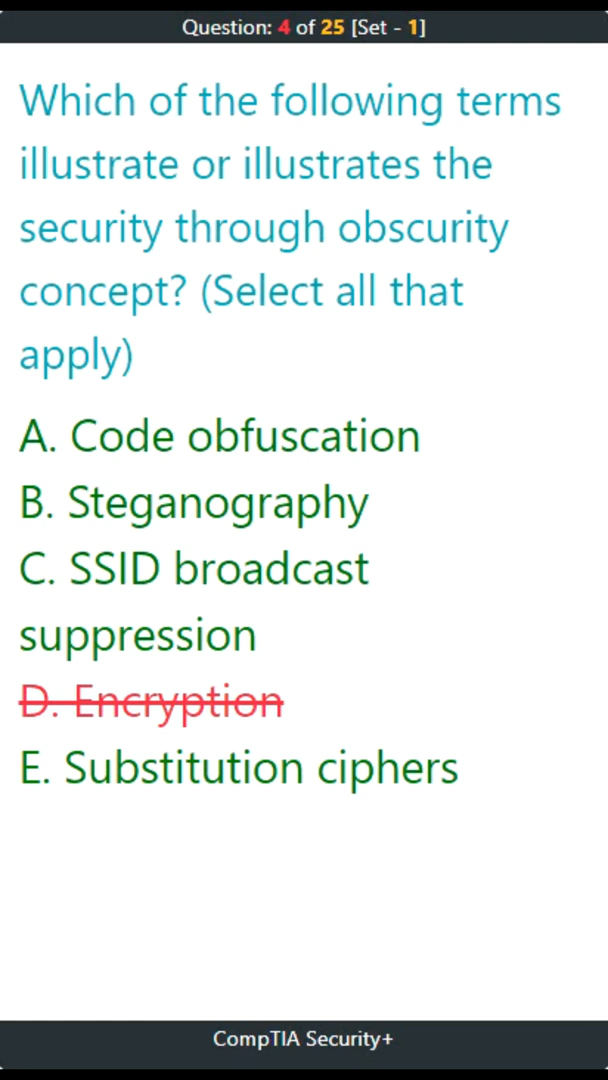 Question: 4 of 25 [Set - 1]
Which of the following terms
illustrate or illustrates the
security through obscurity
concept? (Select all that
apply)
A. Code obfuscation
B. Steganography
C. SSID broadcast
suppression
D. Encryption
E. Substitution ciphers
CompTIA Security+